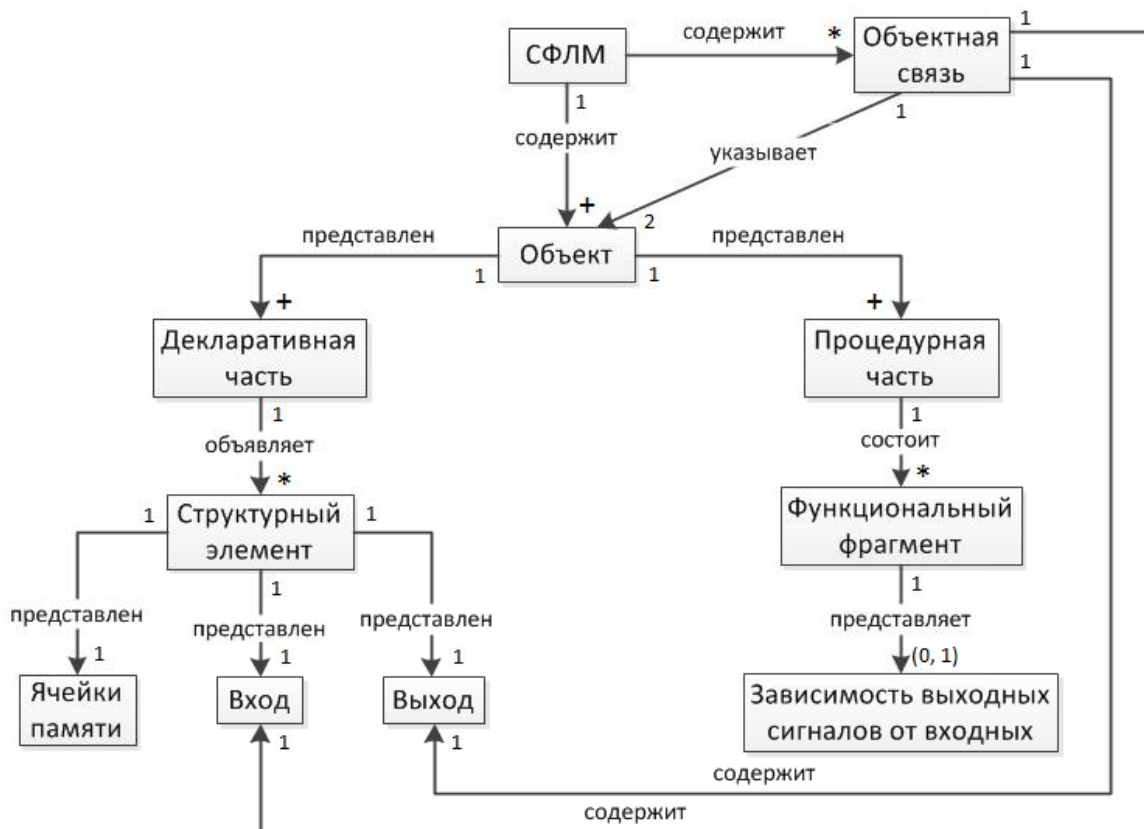 содержит
1
СФЛМ
*
Объектная
связь
1
1
1
содержит
указывает
+
2
представлен
Объект
представлен
1
1
+
+
Декларативная
часть
Процедурная
часть
1
1
объявляет
состоит
*
*
1
Структурный
элемент
1
Функциональный
фрагмент
1
1
представлен
представлен
представлен
представляет
1
1
1
(0, 1)
Ячейки
памяти
Вход
Выход
Зависимость выходных
сигналов от входных
1
1
содержит
содержит